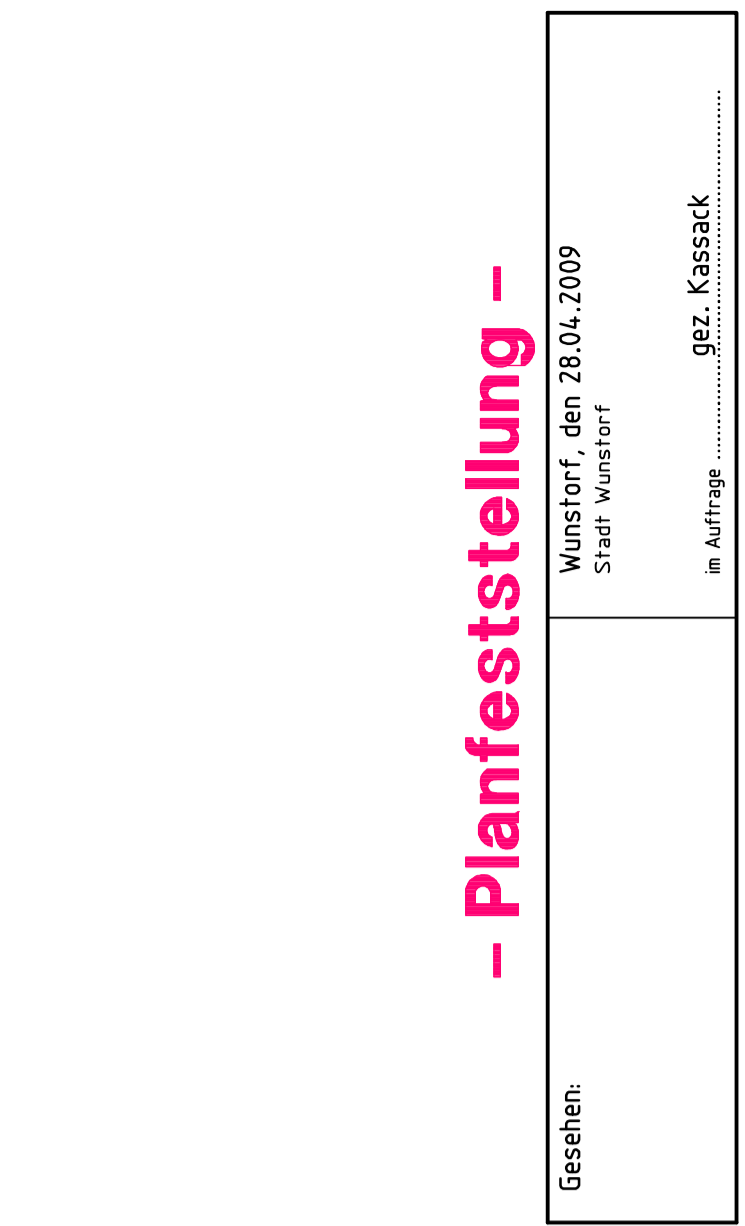 – Planfeststellung –
Gesehen:
Wunstorf, den 28.04.2009
Stadt Wunstorf
gez. Kassack
im Auftrage ................................................................